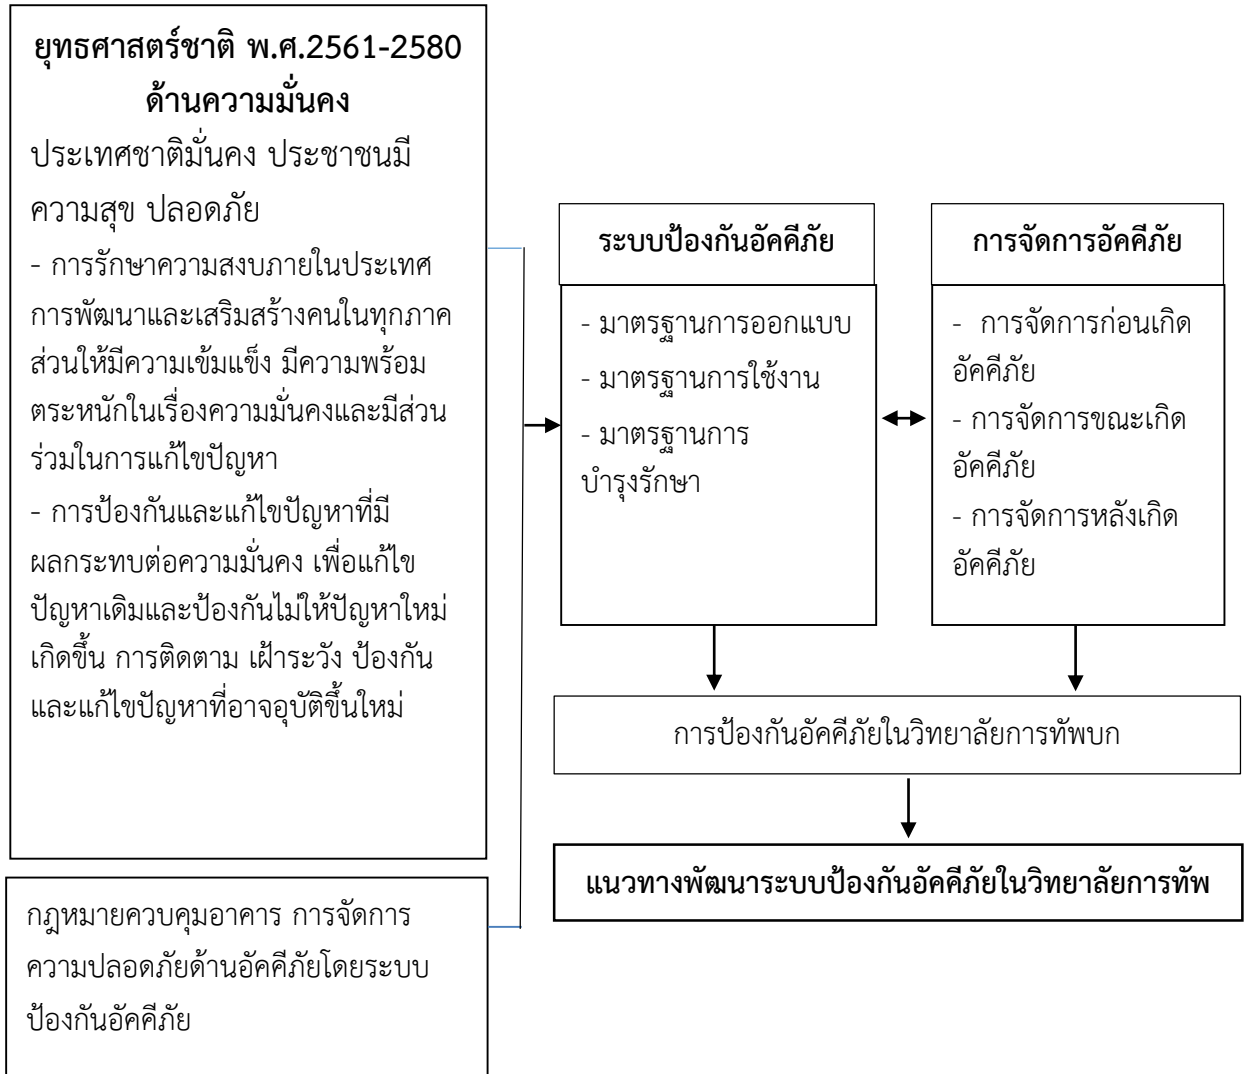 ยุทธศาสตร์ชาติ พ.ศ.2561-2580
ด้านความมั่นคง
ประเทศชาติมั่นคง ประชาชนมี
ความสุข ปลอดภัย
- การรักษาความสงบภายในประเทศ
การพัฒนาและเสริมสร้างคนในทุกภาค
ส่วนให้มีความเข้มแข็ง มีความพร้อม
ตระหนักในเรื่องความมั่นคงและมีส่วน
ร่วมในการแก้ไขปัญหา
- การป้องกันและแก้ไขปัญหาที่มี
ผลกระทบต่อความมั่นคง เพื่อแก้ไข
ปัญหาเดิมและป้องกันไม่ให้ปัญหาใหม่
เกิดขึ้น การติดตาม เฝ้าระวัง ป้องกัน
และแก้ไขปัญหาที่อาจอุบัติขึ้นใหม่
กฎหมายควบคุมอาคาร การจัดการ
ความปลอดภัยด้านอัคคีภัยโดยระบบ
ป้องกันอัคคีภัย
ระบบป้องกันอัคคีภัย
- มาตรฐานการออกแบบ
- มาตรฐานการใช้งาน
- มาตรฐานการ
บำรุงรักษา
การจัดการอัคคีภัย
- การจัดการก่อนเกิด
อัคคีภัย
- การจัดการขณะเกิด
อัคคีภัย
- การจัดการหลังเกิด
อัคคีภัย
การป้องกันอัคคีภัยในวิทยาลัยการทัพบก
แนวทางพัฒนาระบบป้องกันอัคคีภัยในวิทยาลัยการทัพ